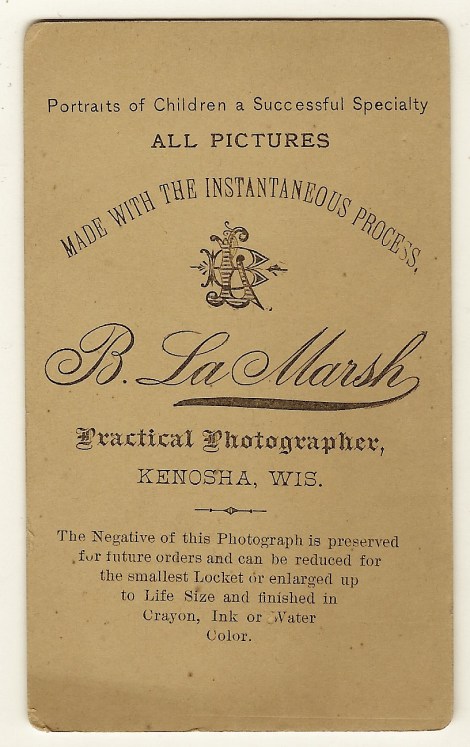 Portraits of Children a Successful Specialty
ALL PICTURES
MADE WITH THE INSTANTANEOUS PROCESS.
B. La Marsh
Practical Photographer,
KENOSHA, WIS.
The Negative of this Photograph is preserved
for future orders and can be reduced for
the smallest Locket or enlarged up
to Life Size and finished in
Crayon, Ink or Water
Color.